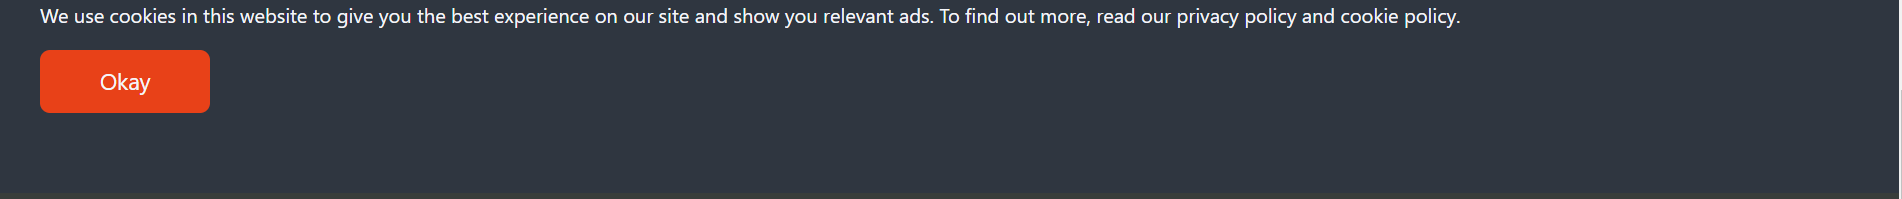 We use cookies in this website to give you the best experience on our site and show you relevant ads. To find out more, read our privacy policy and cookie policy.
Okay